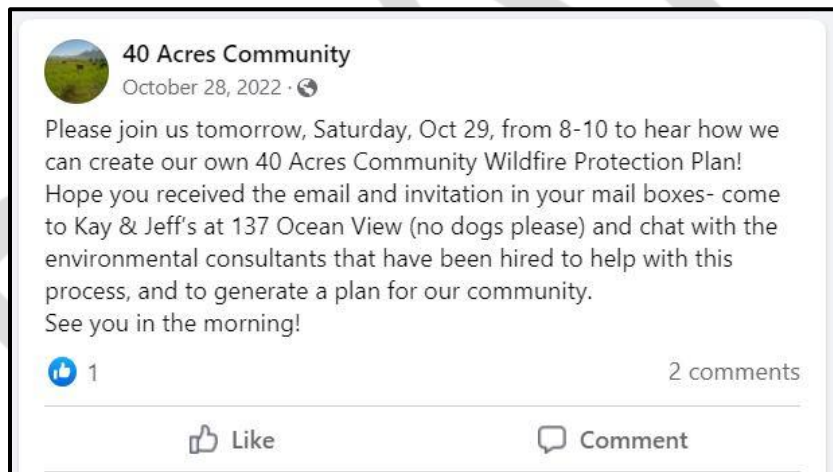 40 Acres Community
October 28, 2022 ·
Please join us tomorrow, Saturday, Oct 29, from 8-10 to hear how we
can create our own 40 Acres Community Wildfire Protection Plan!
Hope you received the email and invitation in your mail boxes- come
to Kay & Jeff's at 137 Ocean View (no dogs please) and chat with the
environmental consultants that have been hired to help with this
process, and to generate a plan for our community.
See you in the morning!
1 2 comments
Like Comment